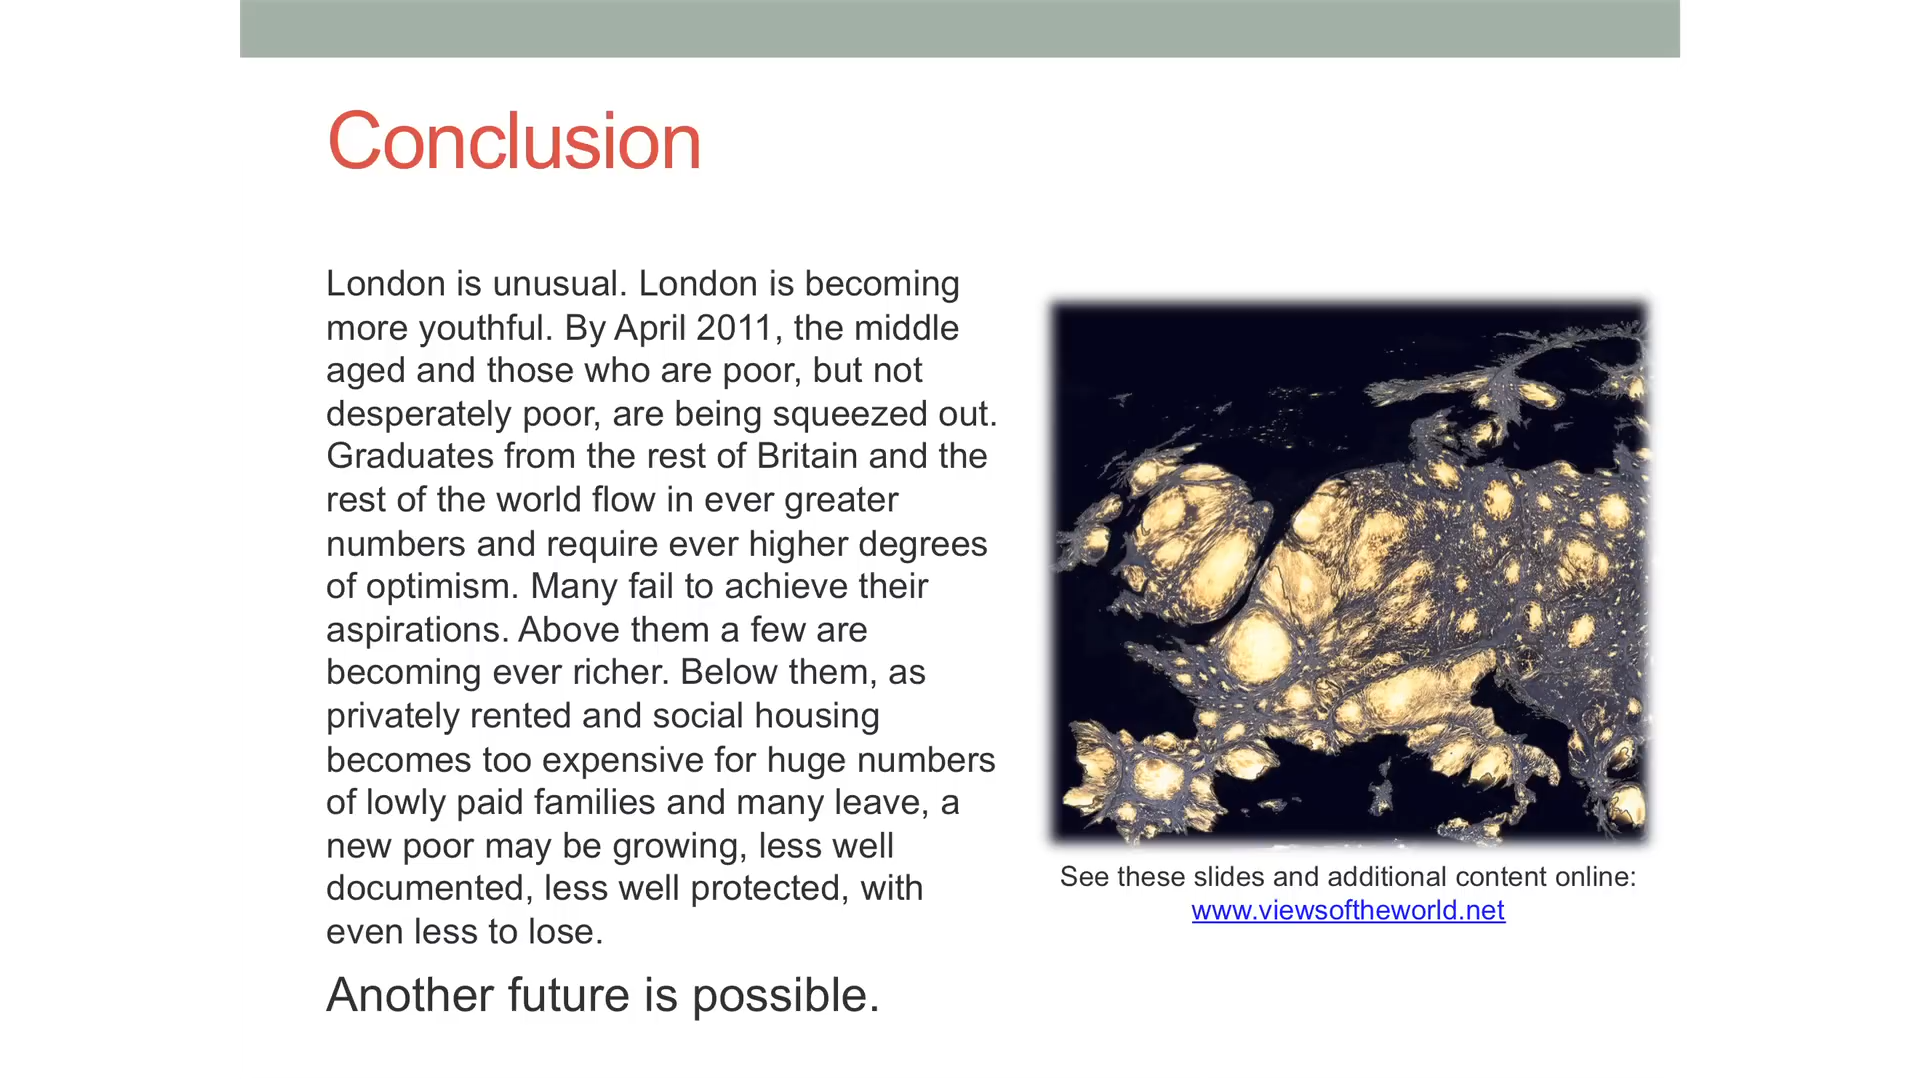 Conclusion
London is unusual. London is becoming
more youthful. By April 2011, the middle
aged and those who are poor, but not
desperately poor, are being squeezed out.
Graduates from the rest of Britain and the
rest of the world flow in ever greater
numbers and require ever higher degrees
of optimism. Many fail to achieve their
aspirations. Above them a few are
becoming ever richer. Below them, as
privately rented and social housing
becomes too expensive for huge numbers
of lowly paid families and many leave, a
new poor may be growing, less well
documented, less well protected, with
even less to lose.
Another future is possible.
See these slides and additional content online:
www.viewsoftheworld.net